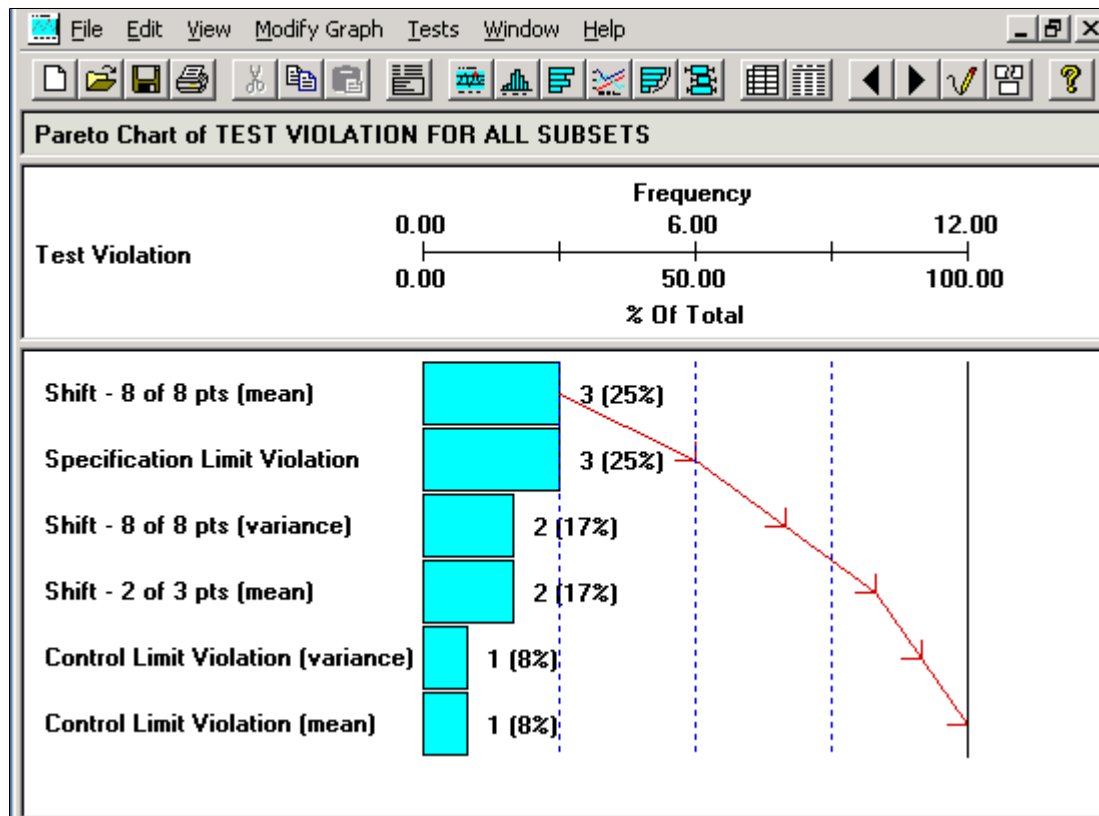 File Edit View Modify Graph Tests Window Help
Pareto Chart of TEST VIOLATION FOR ALL SUBSETS
Frequency
0.00 6.00 12.00
Test Violation
0.00 50.00 100.00
% Of Total
Shift - 8 of 8 pts (mean) 3 (25%)
Specification Limit Violation 3 (25%)
Shift - 8 of 8 pts (variance) 2 (17%)
Shift - 2 of 3 pts (mean) 2 (17%)
Control Limit Violation (variance) 1 (8%)
Control Limit Violation (mean) 1 (8%)